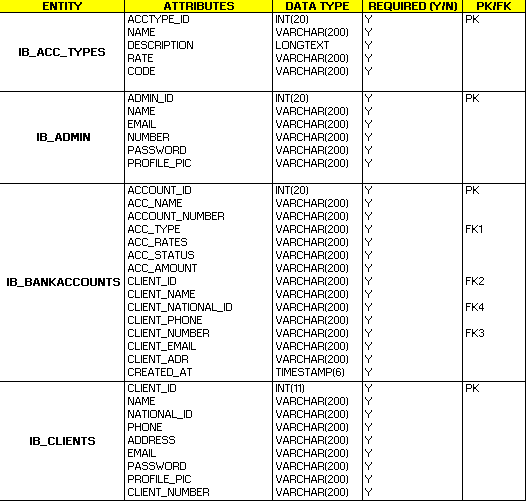 ENTITY ATTRIBUTES DATA TYPE REQUIRED (Y/N) PK/FK
IB_ACC_TYPES
ACCTYPE_ID INT(20) Y PK
NAME VARCHAR(200) Y
DESCRIPTION LONGTEXT Y
RATE VARCHAR(200) Y
CODE VARCHAR(200) Y
IB_ADMIN
ADMIN_ID INT(20) Y PK
NAME VARCHAR(200) Y
EMAIL VARCHAR(200) Y
NUMBER VARCHAR(200) Y
PASSWORD VARCHAR(200) Y
PROFILE_PIC VARCHAR(200) Y
IB_BANKACCOUNTS
ACCOUNT_ID INT(20) Y PK
ACC_NAME VARCHAR(200) Y
ACCOUNT_NUMBER VARCHAR(200) Y
ACC_TYPE VARCHAR(200) Y FK1
ACC_RATES VARCHAR(200) Y
ACC_STATUS VARCHAR(200) Y
ACC_AMOUNT VARCHAR(200) Y
CLIENT_ID VARCHAR(200) Y FK2
CLIENT_NAME VARCHAR(200) Y
CLIENT_NATIONAL_ID VARCHAR(200) Y FK4
CLIENT_PHONE VARCHAR(200) Y
CLIENT_NUMBER VARCHAR(200) Y FK3
CLIENT_EMAIL VARCHAR(200) Y
CLIENT_ADR VARCHAR(200) Y
CREATED_AT TIMESTAMP(6) Y
IB_CLIENTS
CLIENT_ID INT(11) Y PK
NAME VARCHAR(200) Y
NATIONAL_ID VARCHAR(200) Y
PHONE VARCHAR(200) Y
ADDRESS VARCHAR(200) Y
EMAIL VARCHAR(200) Y
PASSWORD VARCHAR(200) Y
PROFILE_PIC VARCHAR(200) Y
CLIENT_NUMBER VARCHAR(200) Y